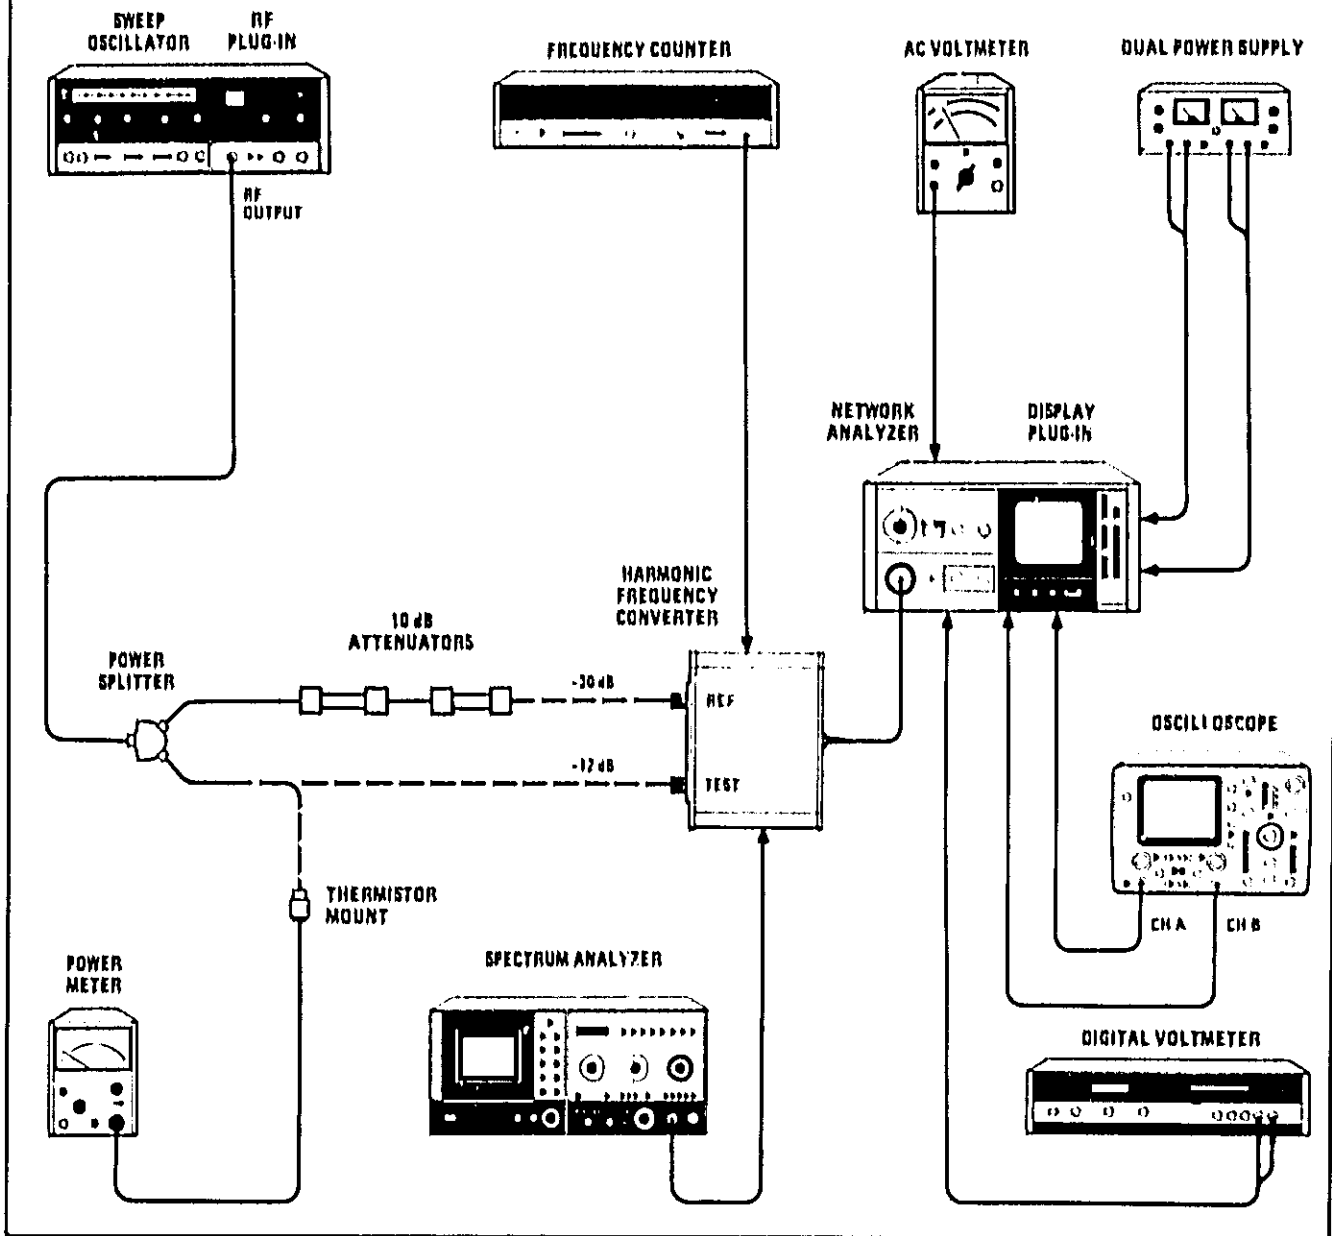 SWEEP
OSCILLATOR
RF
PLUG-IN
FREQUENCY COUNTER
AC VOLTMETER
DUAL POWER SUPPLY
RF
OUTPUT
NETWORK
ANALYZER
DISPLAY
PLUG-IN
HARMONIC
FREQUENCY
CONVERTER
10 dB
ATTENUATORS
POWER
SPLITTER
-30 dB
REF
-12 dB
TEST
OSCILLOSCOPE
THERMISTOR
MOUNT
CH A
CH B
POWER
METER
SPECTRUM ANALYZER
DIGITAL VOLTMETER